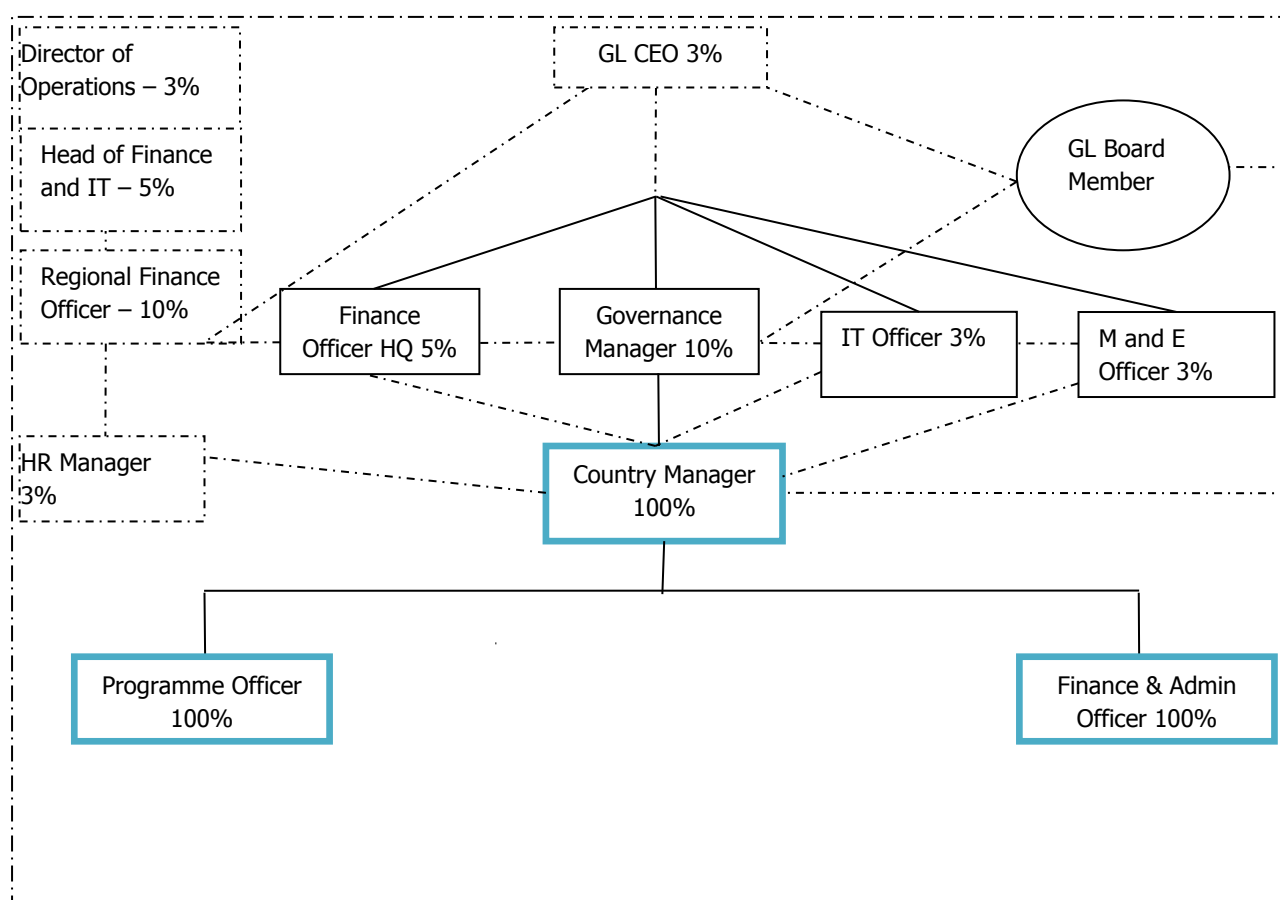 Director of
Operations – 3%
GL CEO 3%
Head of Finance
and IT – 5%
GL Board
Member
Regional Finance
Officer – 10%
Finance
Officer HQ 5%
Governance
Manager 10%
IT Officer 3%
M and E
Officer 3%
HR Manager
3%
Country Manager
100%
Programme Officer
100%
Finance & Admin
Officer 100%